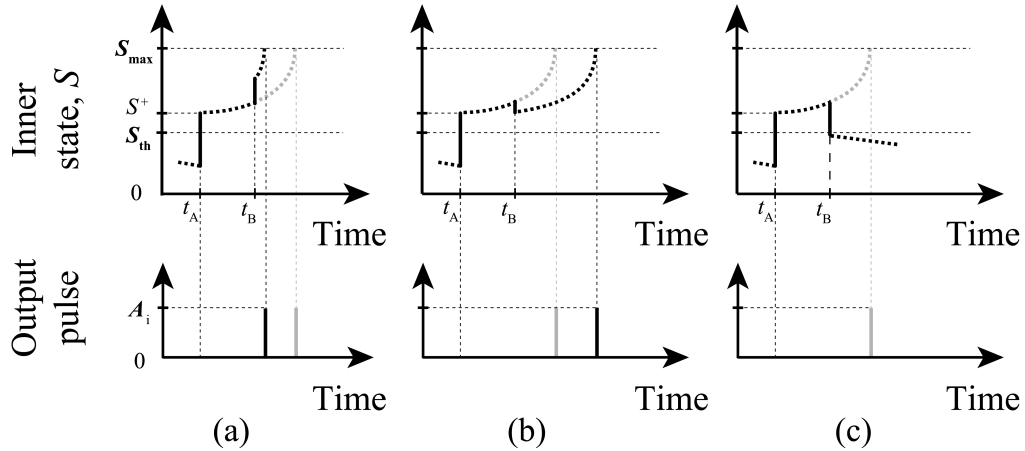 Inner
state, S
S_max
S⁺
S_th
0
t_A
t_B
Time
t_A
t_B
Time
t_A
t_B
Time
Output
pulse
A_i
0
Time
Time
Time
(a)
(b)
(c)